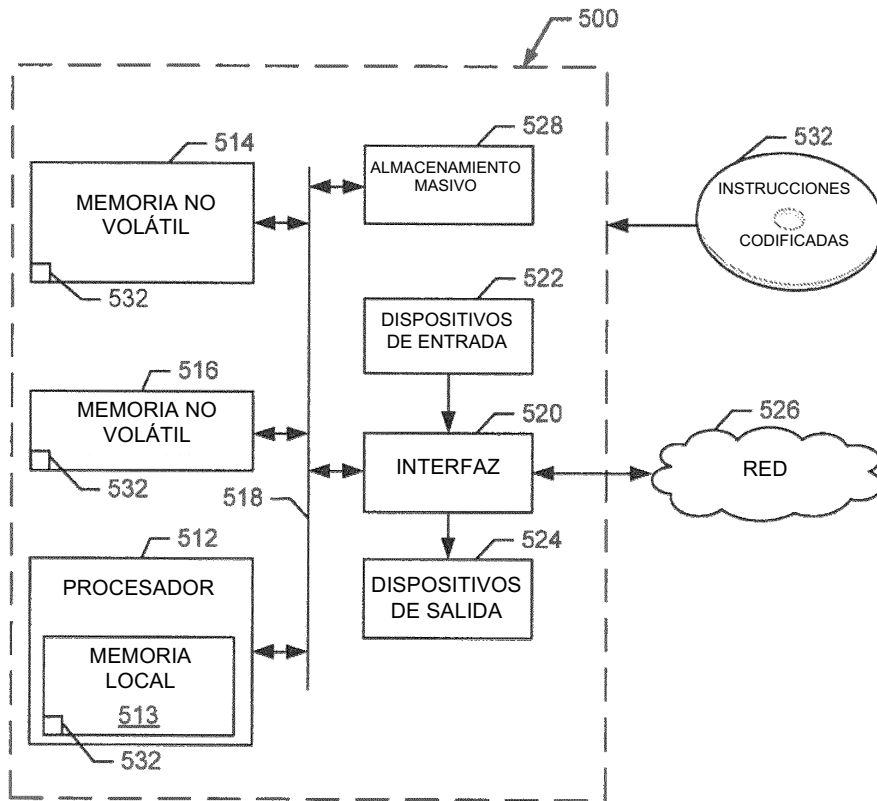 500
514
MEMORIA NO
VOLÁTIL
532
528
ALMACENAMIENTO
MASIVO
532
INSTRUCCIONES
CODIFICADAS
522
DISPOSITIVOS
DE ENTRADA
516
MEMORIA NO
VOLÁTIL
532
520
INTERFAZ
526
RED
518
512
PROCESADOR
MEMORIA
LOCAL
513
532
524
DISPOSITIVOS
DE SALIDA